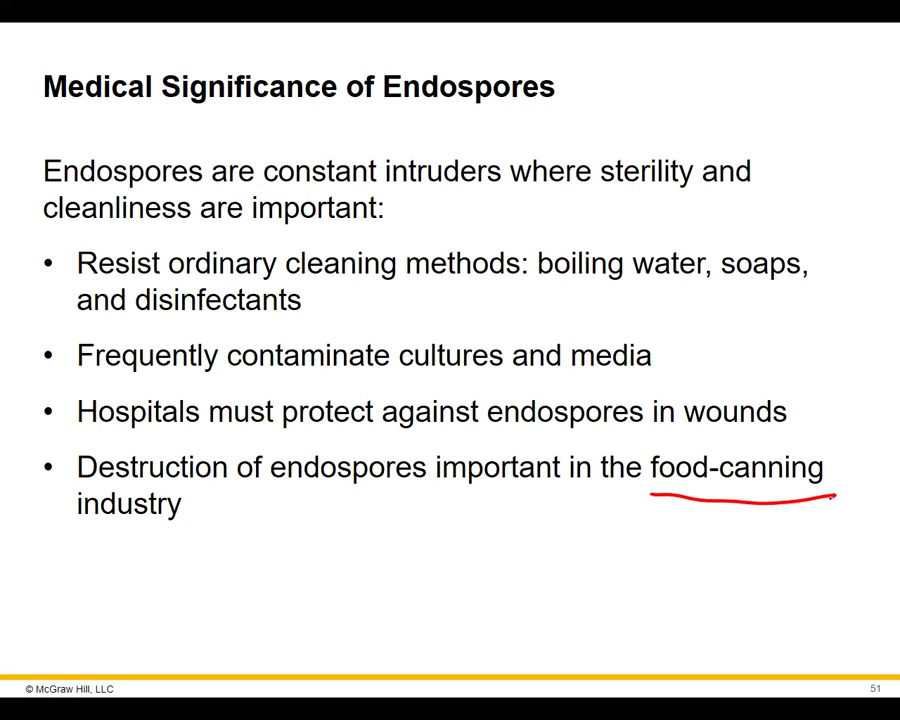 Medical Significance of Endospores
Endospores are constant intruders where sterility and
cleanliness are important:
• Resist ordinary cleaning methods: boiling water, soaps,
and disinfectants
• Frequently contaminate cultures and media
• Hospitals must protect against endospores in wounds
• Destruction of endospores important in the food-canning
industry
© McGraw Hill, LLC
51